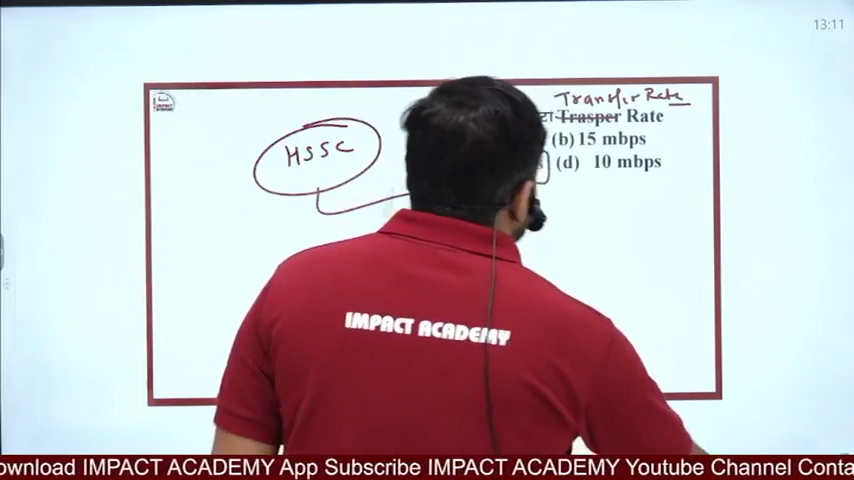 13:11
Transfer Rate
टा Trasper Rate
HSSC
(b) 15 mbps
(d) 10 mbps
IMPACT ACADEMY
ownload IMPACT ACADEMY App Subscribe IMPACT ACADEMY Youtube Channel Conta